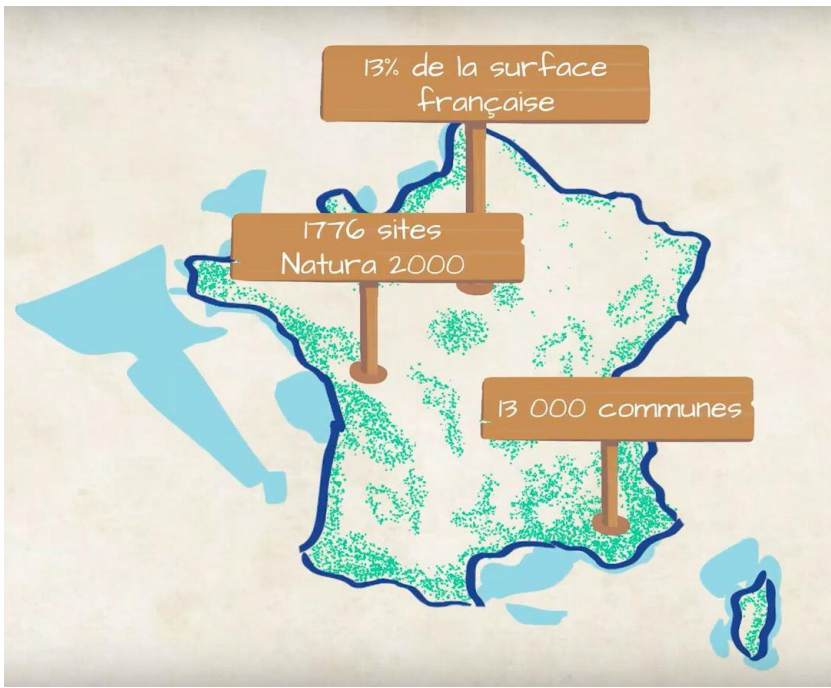 13% de la surface
française
1776 sites
Natura 2000
13 000 communes